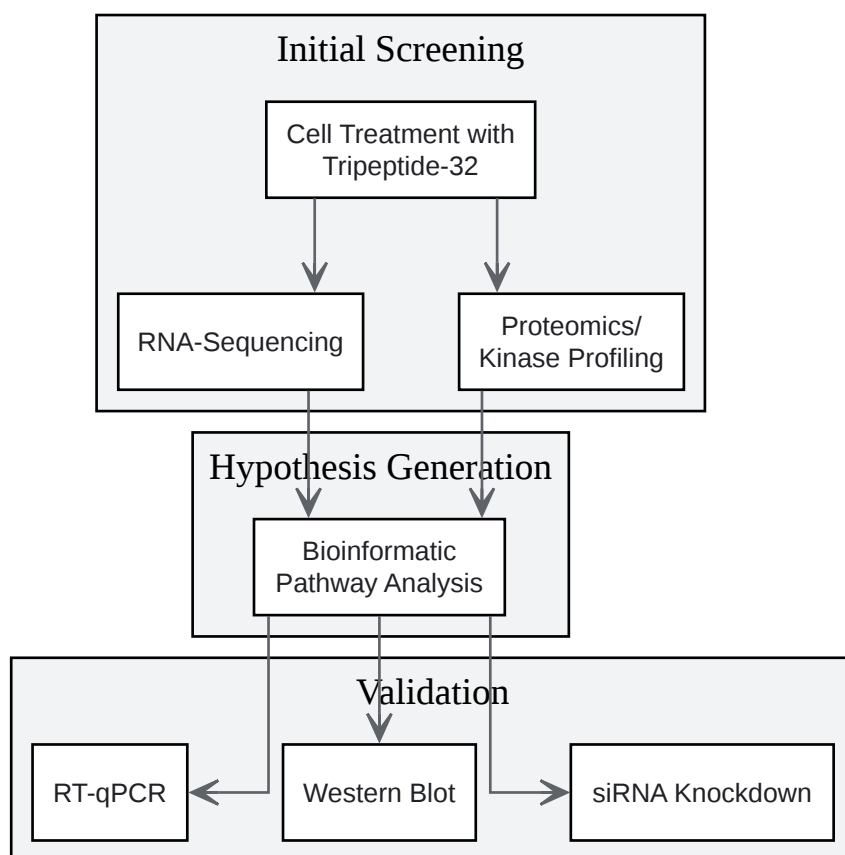 Initial Screening
Cell Treatment with
Tripeptide-32
RNA-Sequencing
Proteomics/
Kinase Profiling
Hypothesis Generation
Bioinformatic
Pathway Analysis
Validation
RT-qPCR
Western Blot
siRNA Knockdown